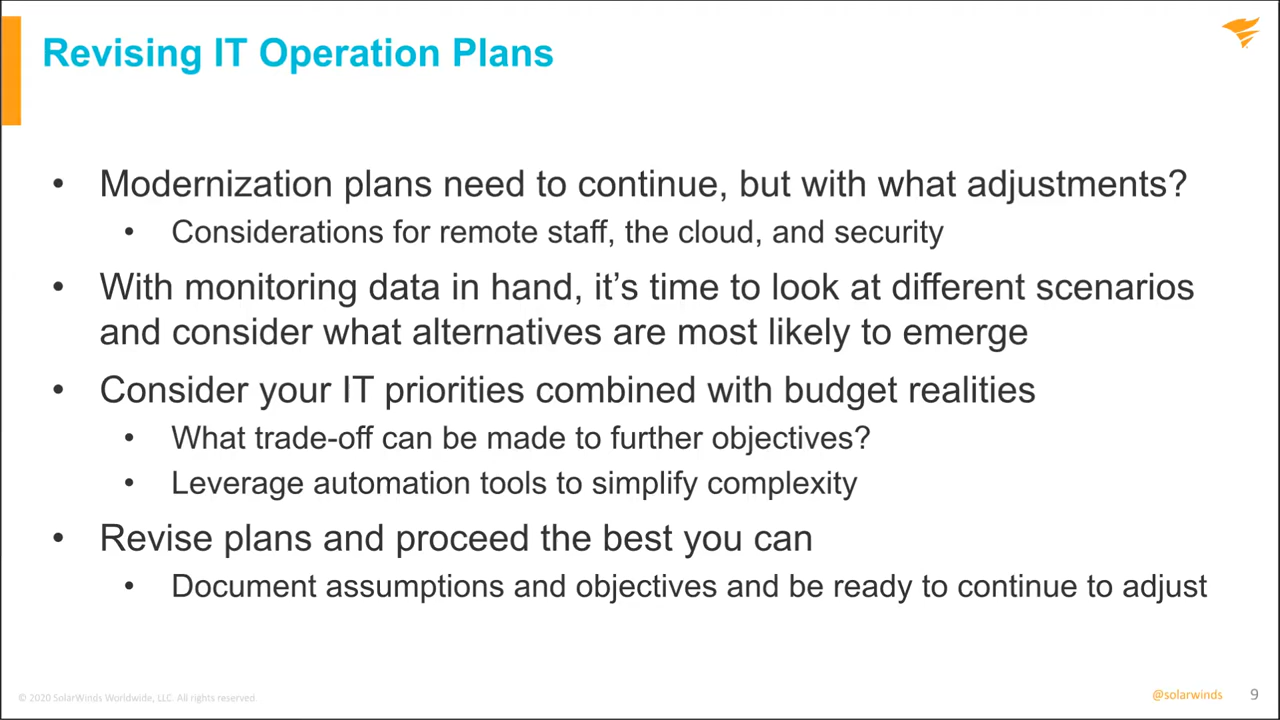 Revising IT Operation Plans
• Modernization plans need to continue, but with what adjustments?
• Considerations for remote staff, the cloud, and security
• With monitoring data in hand, it’s time to look at different scenarios
and consider what alternatives are most likely to emerge
• Consider your IT priorities combined with budget realities
• What trade-off can be made to further objectives?
• Leverage automation tools to simplify complexity
• Revise plans and proceed the best you can
• Document assumptions and objectives and be ready to continue to adjust
© 2020 SolarWinds Worldwide, LLC. All rights reserved.
@solarwinds 9